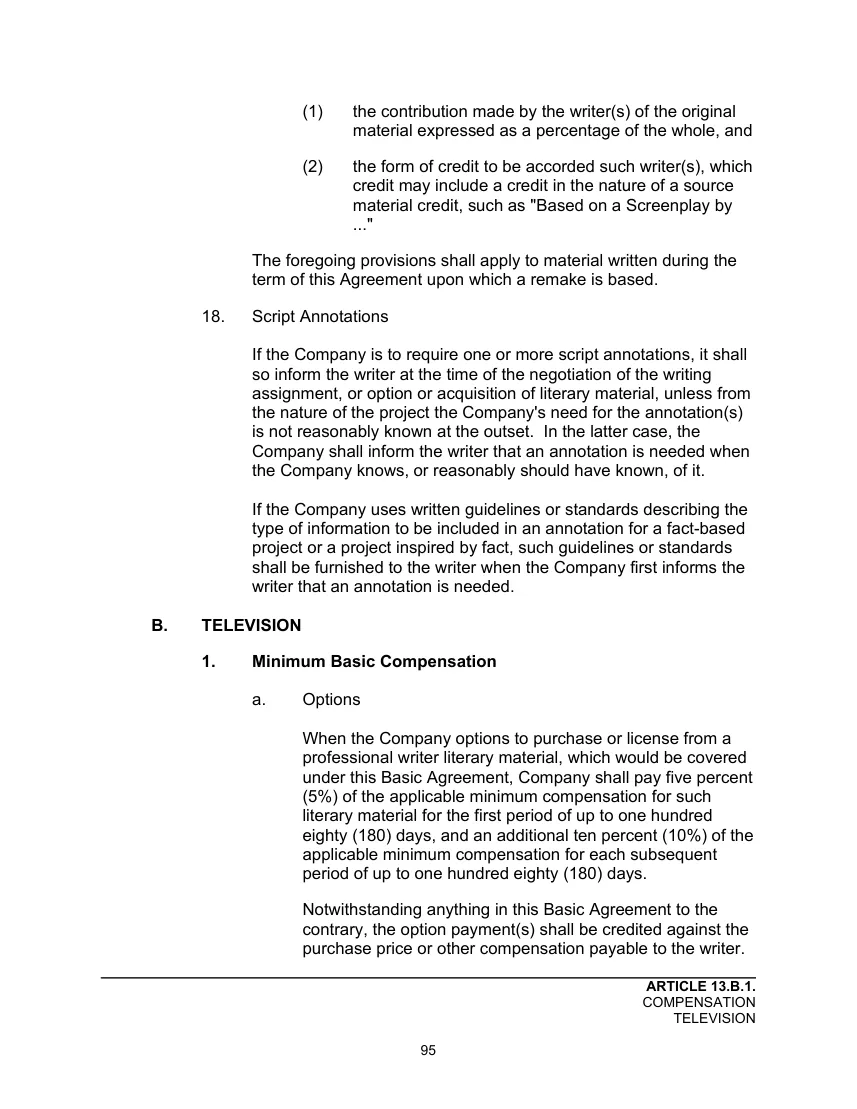 (1) the contribution made by the writer(s) of the original
material expressed as a percentage of the whole, and
(2) the form of credit to be accorded such writer(s), which
credit may include a credit in the nature of a source
material credit, such as "Based on a Screenplay by
..."
The foregoing provisions shall apply to material written during the
term of this Agreement upon which a remake is based.
18. Script Annotations
If the Company is to require one or more script annotations, it shall
so inform the writer at the time of the negotiation of the writing
assignment, or option or acquisition of literary material, unless from
the nature of the project the Company's need for the annotation(s)
is not reasonably known at the outset.  In the latter case, the
Company shall inform the writer that an annotation is needed when
the Company knows, or reasonably should have known, of it.
If the Company uses written guidelines or standards describing the
type of information to be included in an annotation for a fact-based
project or a project inspired by fact, such guidelines or standards
shall be furnished to the writer when the Company first informs the
writer that an annotation is needed.
B. TELEVISION
1. Minimum Basic Compensation
a. Options
When the Company options to purchase or license from a
professional writer literary material, which would be covered
under this Basic Agreement, Company shall pay five percent
(5%) of the applicable minimum compensation for such
literary material for the first period of up to one hundred
eighty (180) days, and an additional ten percent (10%) of the
applicable minimum compensation for each subsequent
period of up to one hundred eighty (180) days.
Notwithstanding anything in this Basic Agreement to the
contrary, the option payment(s) shall be credited against the
purchase price or other compensation payable to the writer.
ARTICLE 13.B.1.
COMPENSATION
TELEVISION
95